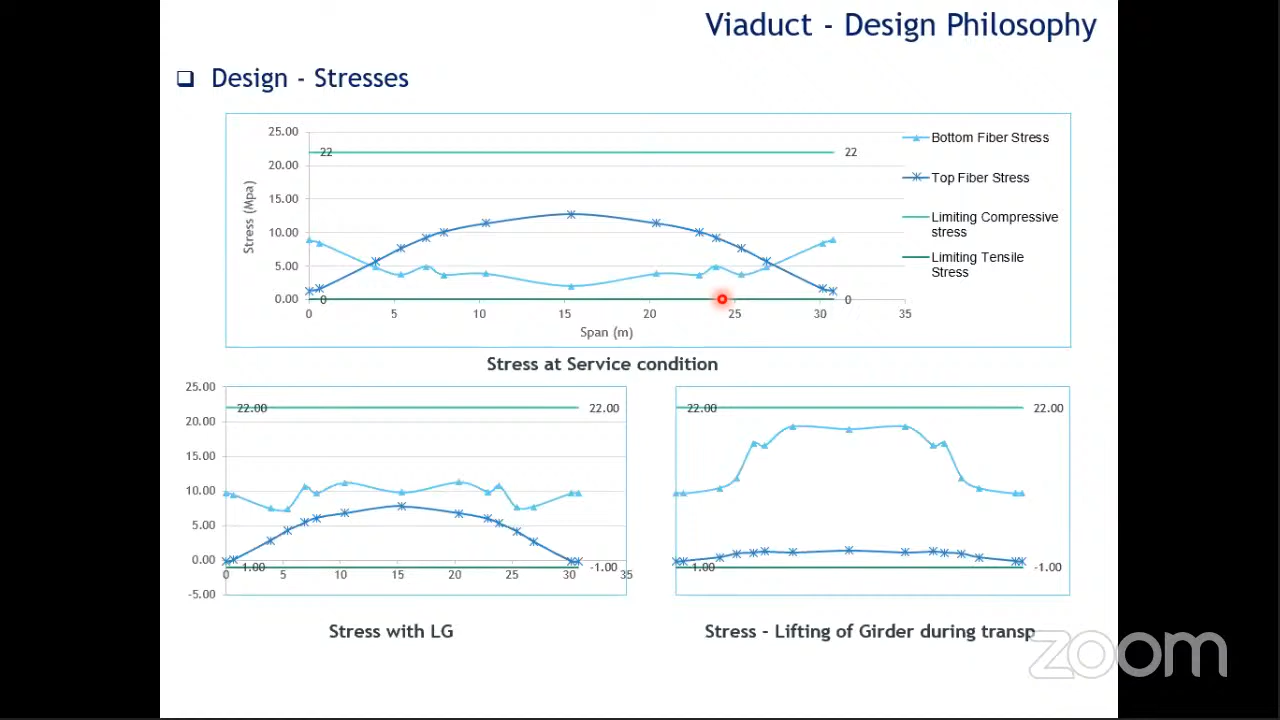 Viaduct - Design Philosophy
❑ Design - Stresses
25.00
20.00
15.00
10.00
5.00
0.00
Stress (Mpa)
22
22
0
0
0 5 10 15 20 25 30 35
Span (m)
Bottom Fiber Stress
Top Fiber Stress
Limiting Compressive
stress
Limiting Tensile
Stress
Stress at Service condition
25.00
20.00
15.00
10.00
5.00
0.00
-5.00
22.00
22.00
-1.00
-1.00
0 5 10 15 20 25 30 35
Stress with LG
22.00
22.00
-1.00
-1.00
Stress - Lifting of Girder during transp
zoom